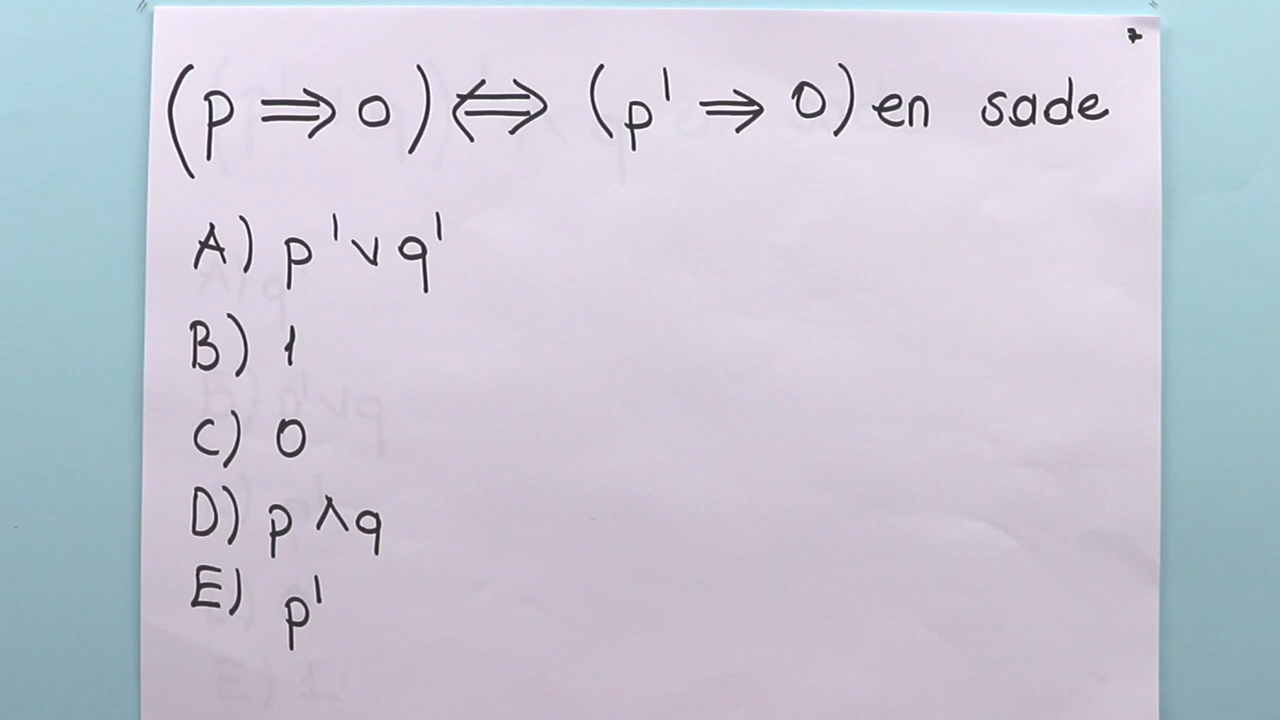 (p ⇒ 0) ⇔ (p' ⇒ 0) en sade
A) p' ∨ q'
B) 1
C) 0
D) p ∧ q
E) p'